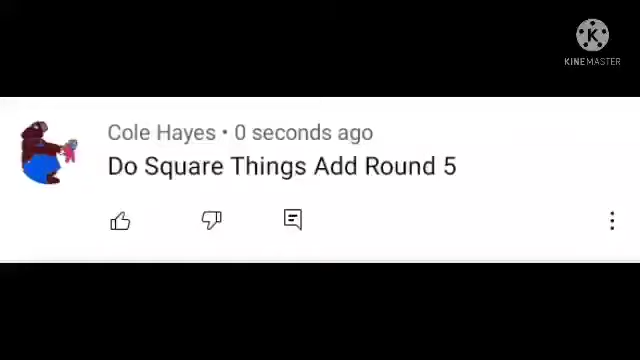 KINEMASTER
Cole Hayes • 0 seconds ago
Do Square Things Add Round 5